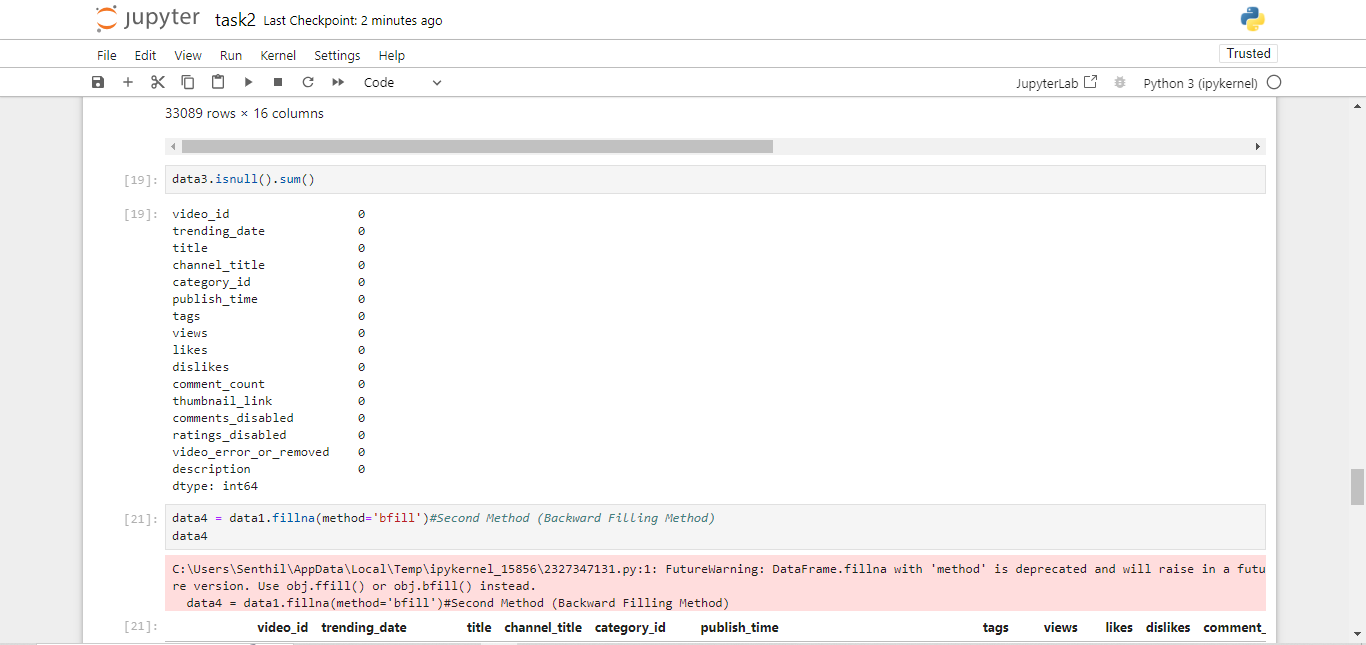 jupyter task2 Last Checkpoint: 2 minutes ago
File Edit View Run Kernel Settings Help
Trusted
Code
JupyterLab
Python 3 (ipykernel)
33089 rows × 16 columns
[19]: data3.isnull().sum()
[19]: video_id 0
trending_date 0
title 0
channel_title 0
category_id 0
publish_time 0
tags 0
views 0
likes 0
dislikes 0
comment_count 0
thumbnail_link 0
comments_disabled 0
ratings_disabled 0
video_error_or_removed 0
description 0
dtype: int64
[21]: data4 = data1.fillna(method='bfill')#Second Method (Backward Filling Method)
data4
C:\Users\Senthil\AppData\Local\Temp\ipykernel_15856\2327347131.py:1: FutureWarning: DataFrame.fillna with 'method' is deprecated and will raise in a futu
re version. Use obj.ffill() or obj.bfill() instead.
data4 = data1.fillna(method='bfill')#Second Method (Backward Filling Method)
[21]: video_id trending_date title channel_title category_id publish_time tags views likes dislikes comment_